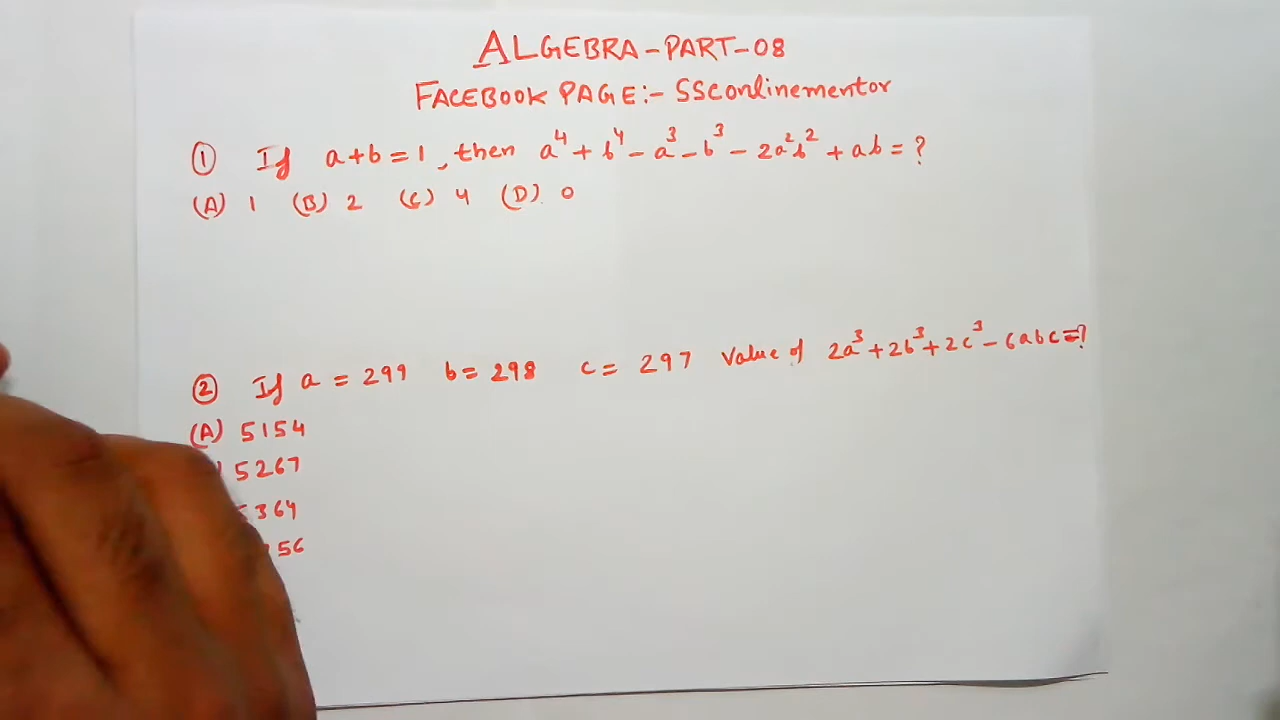 ALGEBRA-PART-08
FACEBOOK PAGE:- SSConlinementor
① If a+b=1, then a⁴+b⁴-a³-b³-2a²b²+ab=?
(A) 1 (B) 2 (C) 4 (D) 0
② If a = 299 b = 298 c = 297 Value of 2a³+2b³+2c³-6abc=?
(A) 5154
5267
364
56